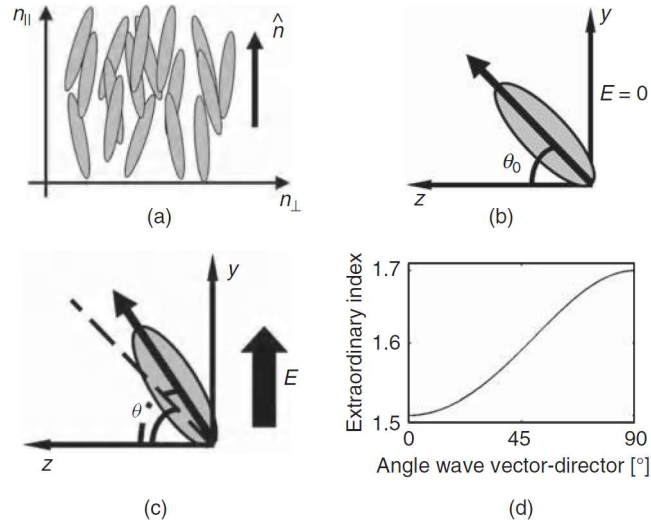 n||
n̂
n⊥
(a)
y
E = 0
θ0
z
(b)
y
E
θ
z
(c)
Extraordinary index
1.7
1.6
1.5
0
45
90
Angle wave vector-director [°]
(d)